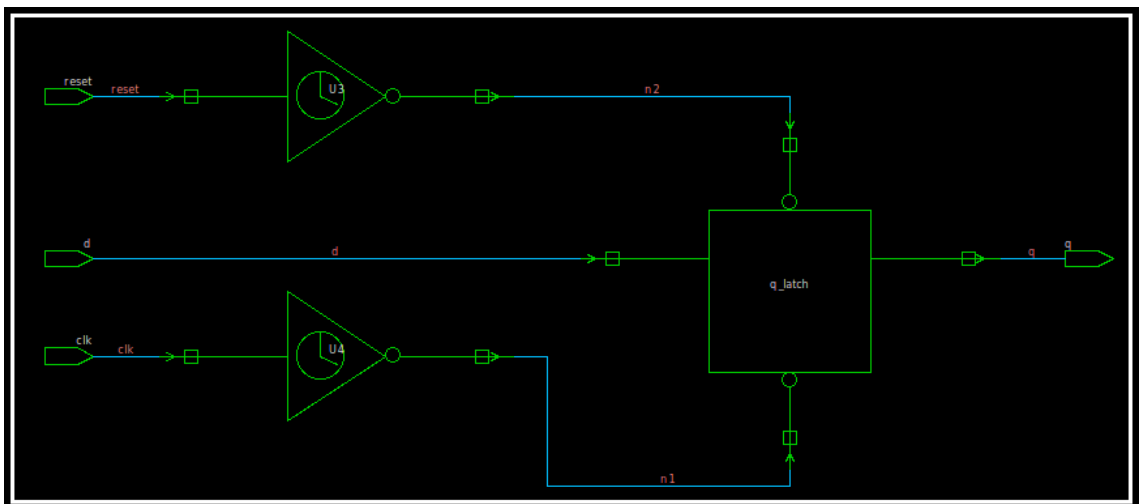 reset
reset
U3
n2
d
d
q
q
q_latch
clk
clk
U4
n1